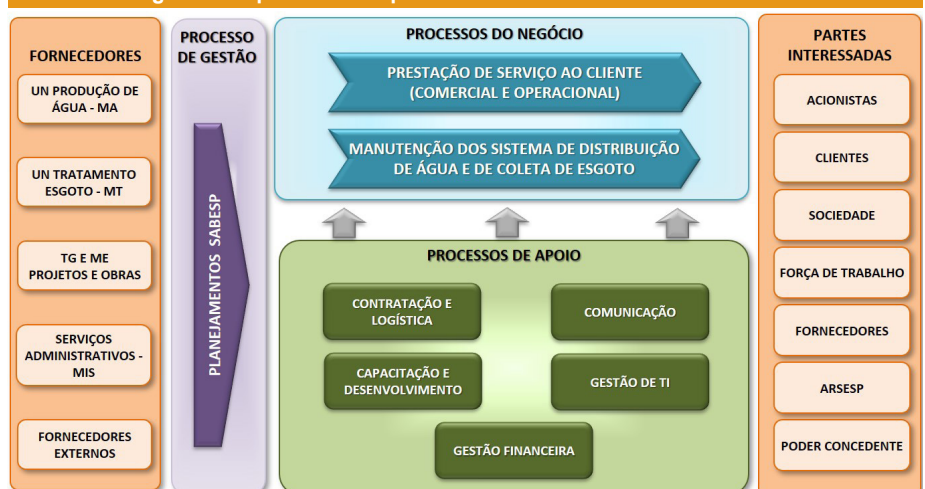 FORNECEDORES
UN PRODUÇÃO DE
ÁGUA - MA
UN TRATAMENTO
ESGOTO - MT
TG E ME
PROJETOS E OBRAS
SERVIÇOS
ADMINISTRATIVOS -
MIS
FORNECEDORES
EXTERNOS
PROCESSO
DE GESTÃO
PLANEJAMENTOS SABESP
PROCESSOS DO NEGÓCIO
PRESTAÇÃO DE SERVIÇO AO CLIENTE
(COMERCIAL E OPERACIONAL)
MANUTENÇÃO DOS SISTEMA DE DISTRIBUIÇÃO
DE ÁGUA E DE COLETA DE ESGOTO
PROCESSOS DE APOIO
CONTRATAÇÃO E
LOGÍSTICA
COMUNICAÇÃO
CAPACITAÇÃO E
DESENVOLVIMENTO
GESTÃO DE TI
GESTÃO FINANCEIRA
PARTES
INTERESSADAS
ACIONISTAS
CLIENTES
SOCIEDADE
FORÇA DE TRABALHO
FORNECEDORES
ARSESP
PODER CONCEDENTE